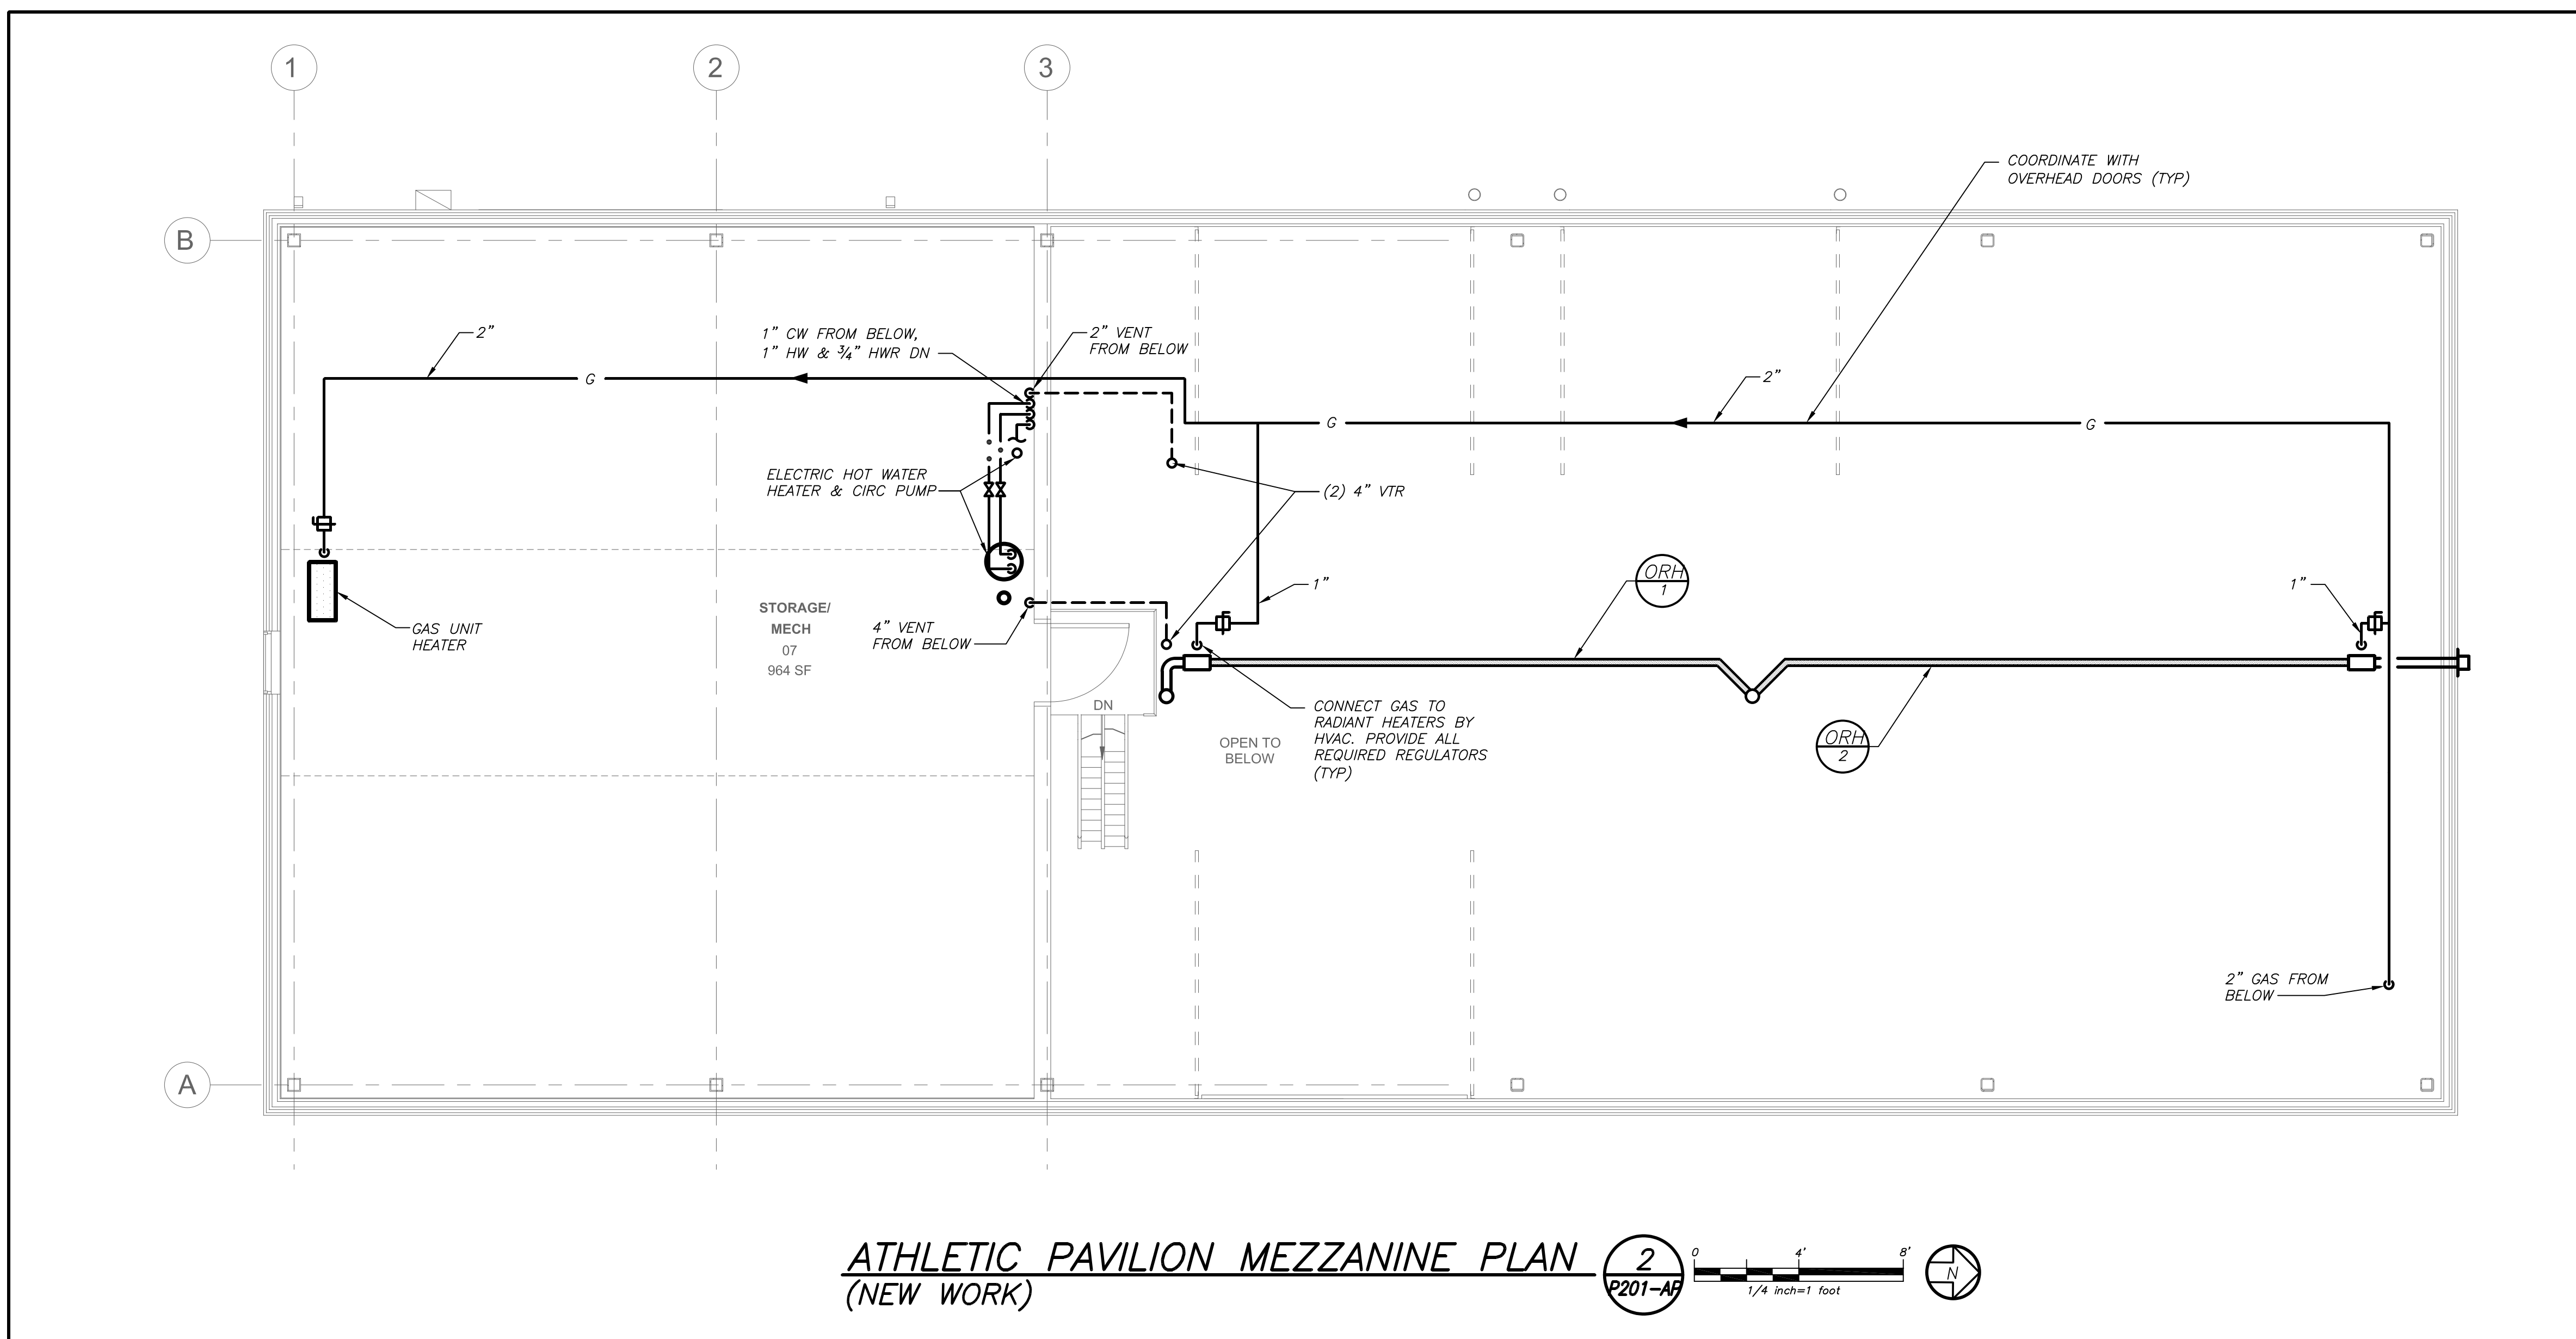 1
2
3
COORDINATE WITH
OVERHEAD DOORS (TYP)
B
2”
1” CW FROM BELOW,
1” HW & ¾” HWR DN
2” VENT
FROM BELOW
2”
G
G
G
ELECTRIC HOT WATER
HEATER & CIRC PUMP
(2) 4” VTR
ORH
1
1”
1”
STORAGE/
MECH
07
964 SF
GAS UNIT
HEATER
4” VENT
FROM BELOW
DN
OPEN TO
BELOW
CONNECT GAS TO
RADIANT HEATERS BY
HVAC. PROVIDE ALL
REQUIRED REGULATORS
(TYP)
ORH
2
2” GAS FROM
BELOW
A
ATHLETIC PAVILION MEZZANINE PLAN
(NEW WORK)
2
P201-AP
0 4' 8'
1/4 inch=1 foot
N